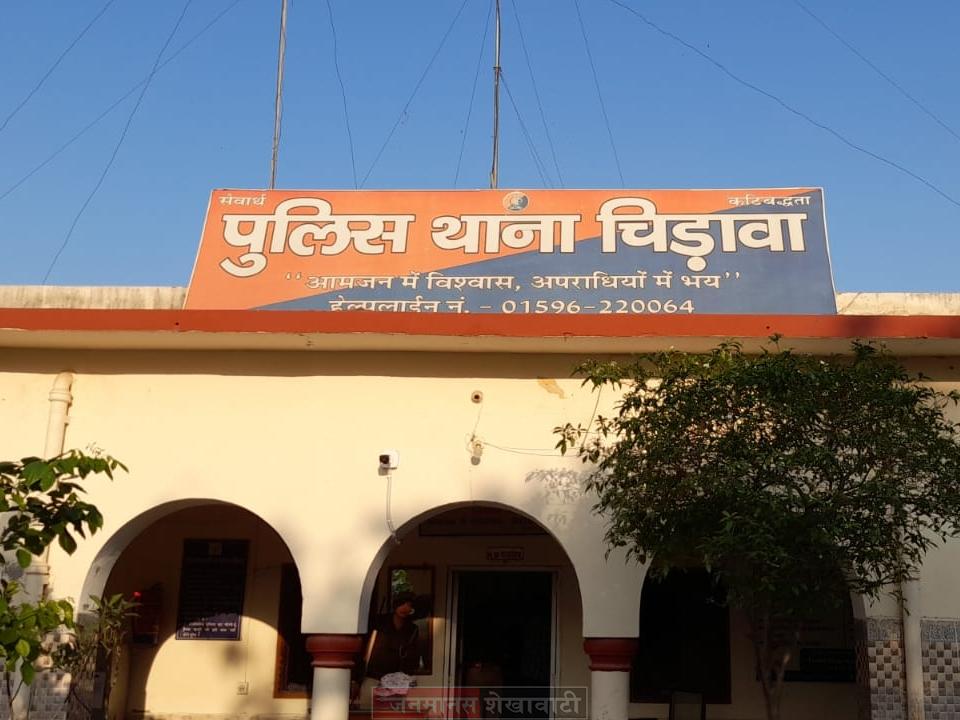 सेवार्थ कटिबद्धता
पुलिस थाना चिड़ावा
“आमजन में विश्वास, अपराधियों में भय”
हेल्पलाईन नं. - 01596-220064
जनमानस शेखावाटी